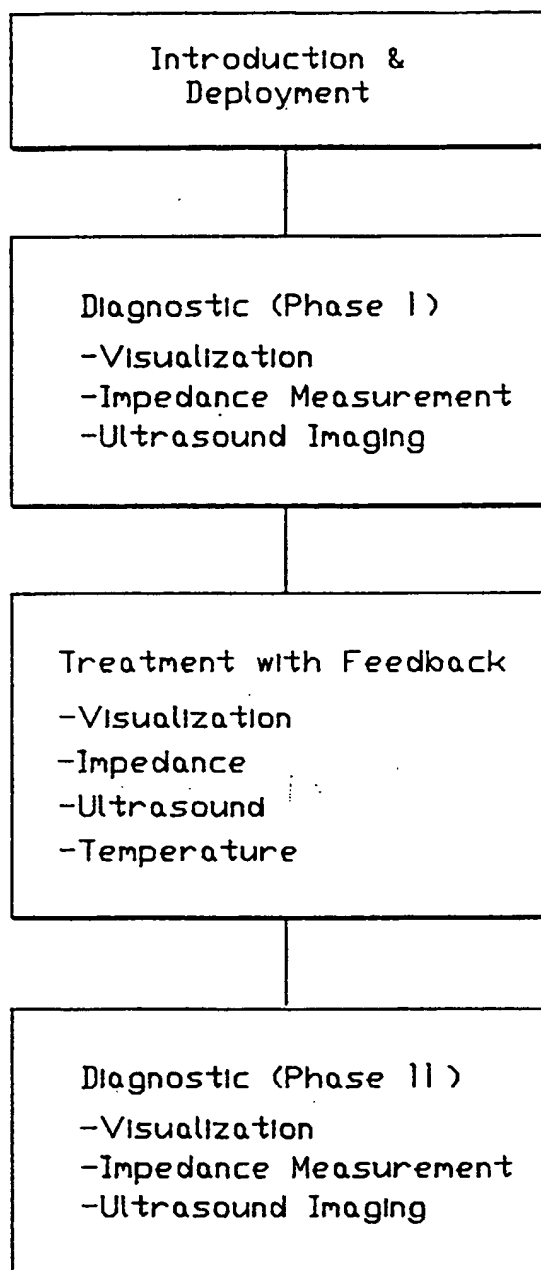 Introduction &
Deployment
Diagnostic (Phase I)
-Visualization
-Impedance Measurement
-Ultrasound Imaging
Treatment with Feedback
-Visualization
-Impedance
-Ultrasound
-Temperature
Diagnostic (Phase II)
-Visualization
-Impedance Measurement
-Ultrasound Imaging